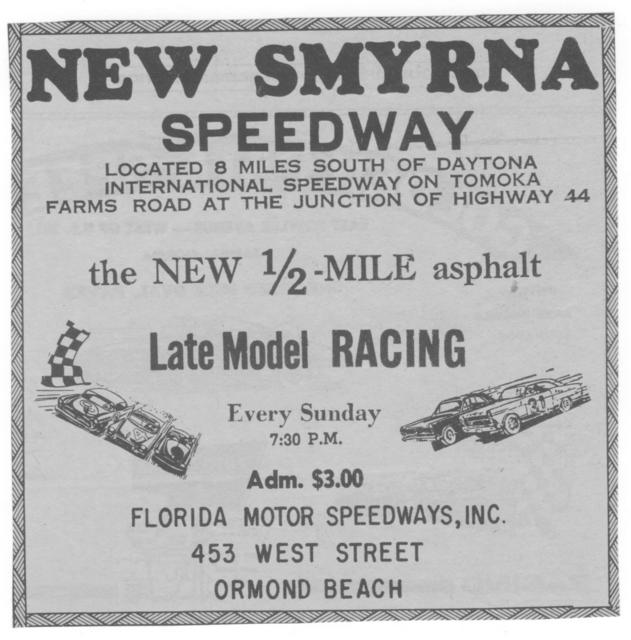 NEW SMYRNA
SPEEDWAY
LOCATED 8 MILES SOUTH OF DAYTONA
INTERNATIONAL SPEEDWAY ON TOMOKA
FARMS ROAD AT THE JUNCTION OF HIGHWAY 44
the NEW 1/2-MILE asphalt
Late Model RACING
Every Sunday
7:30 P.M.
Adm. $3.00
FLORIDA MOTOR SPEEDWAYS, INC.
453 WEST STREET
ORMOND BEACH